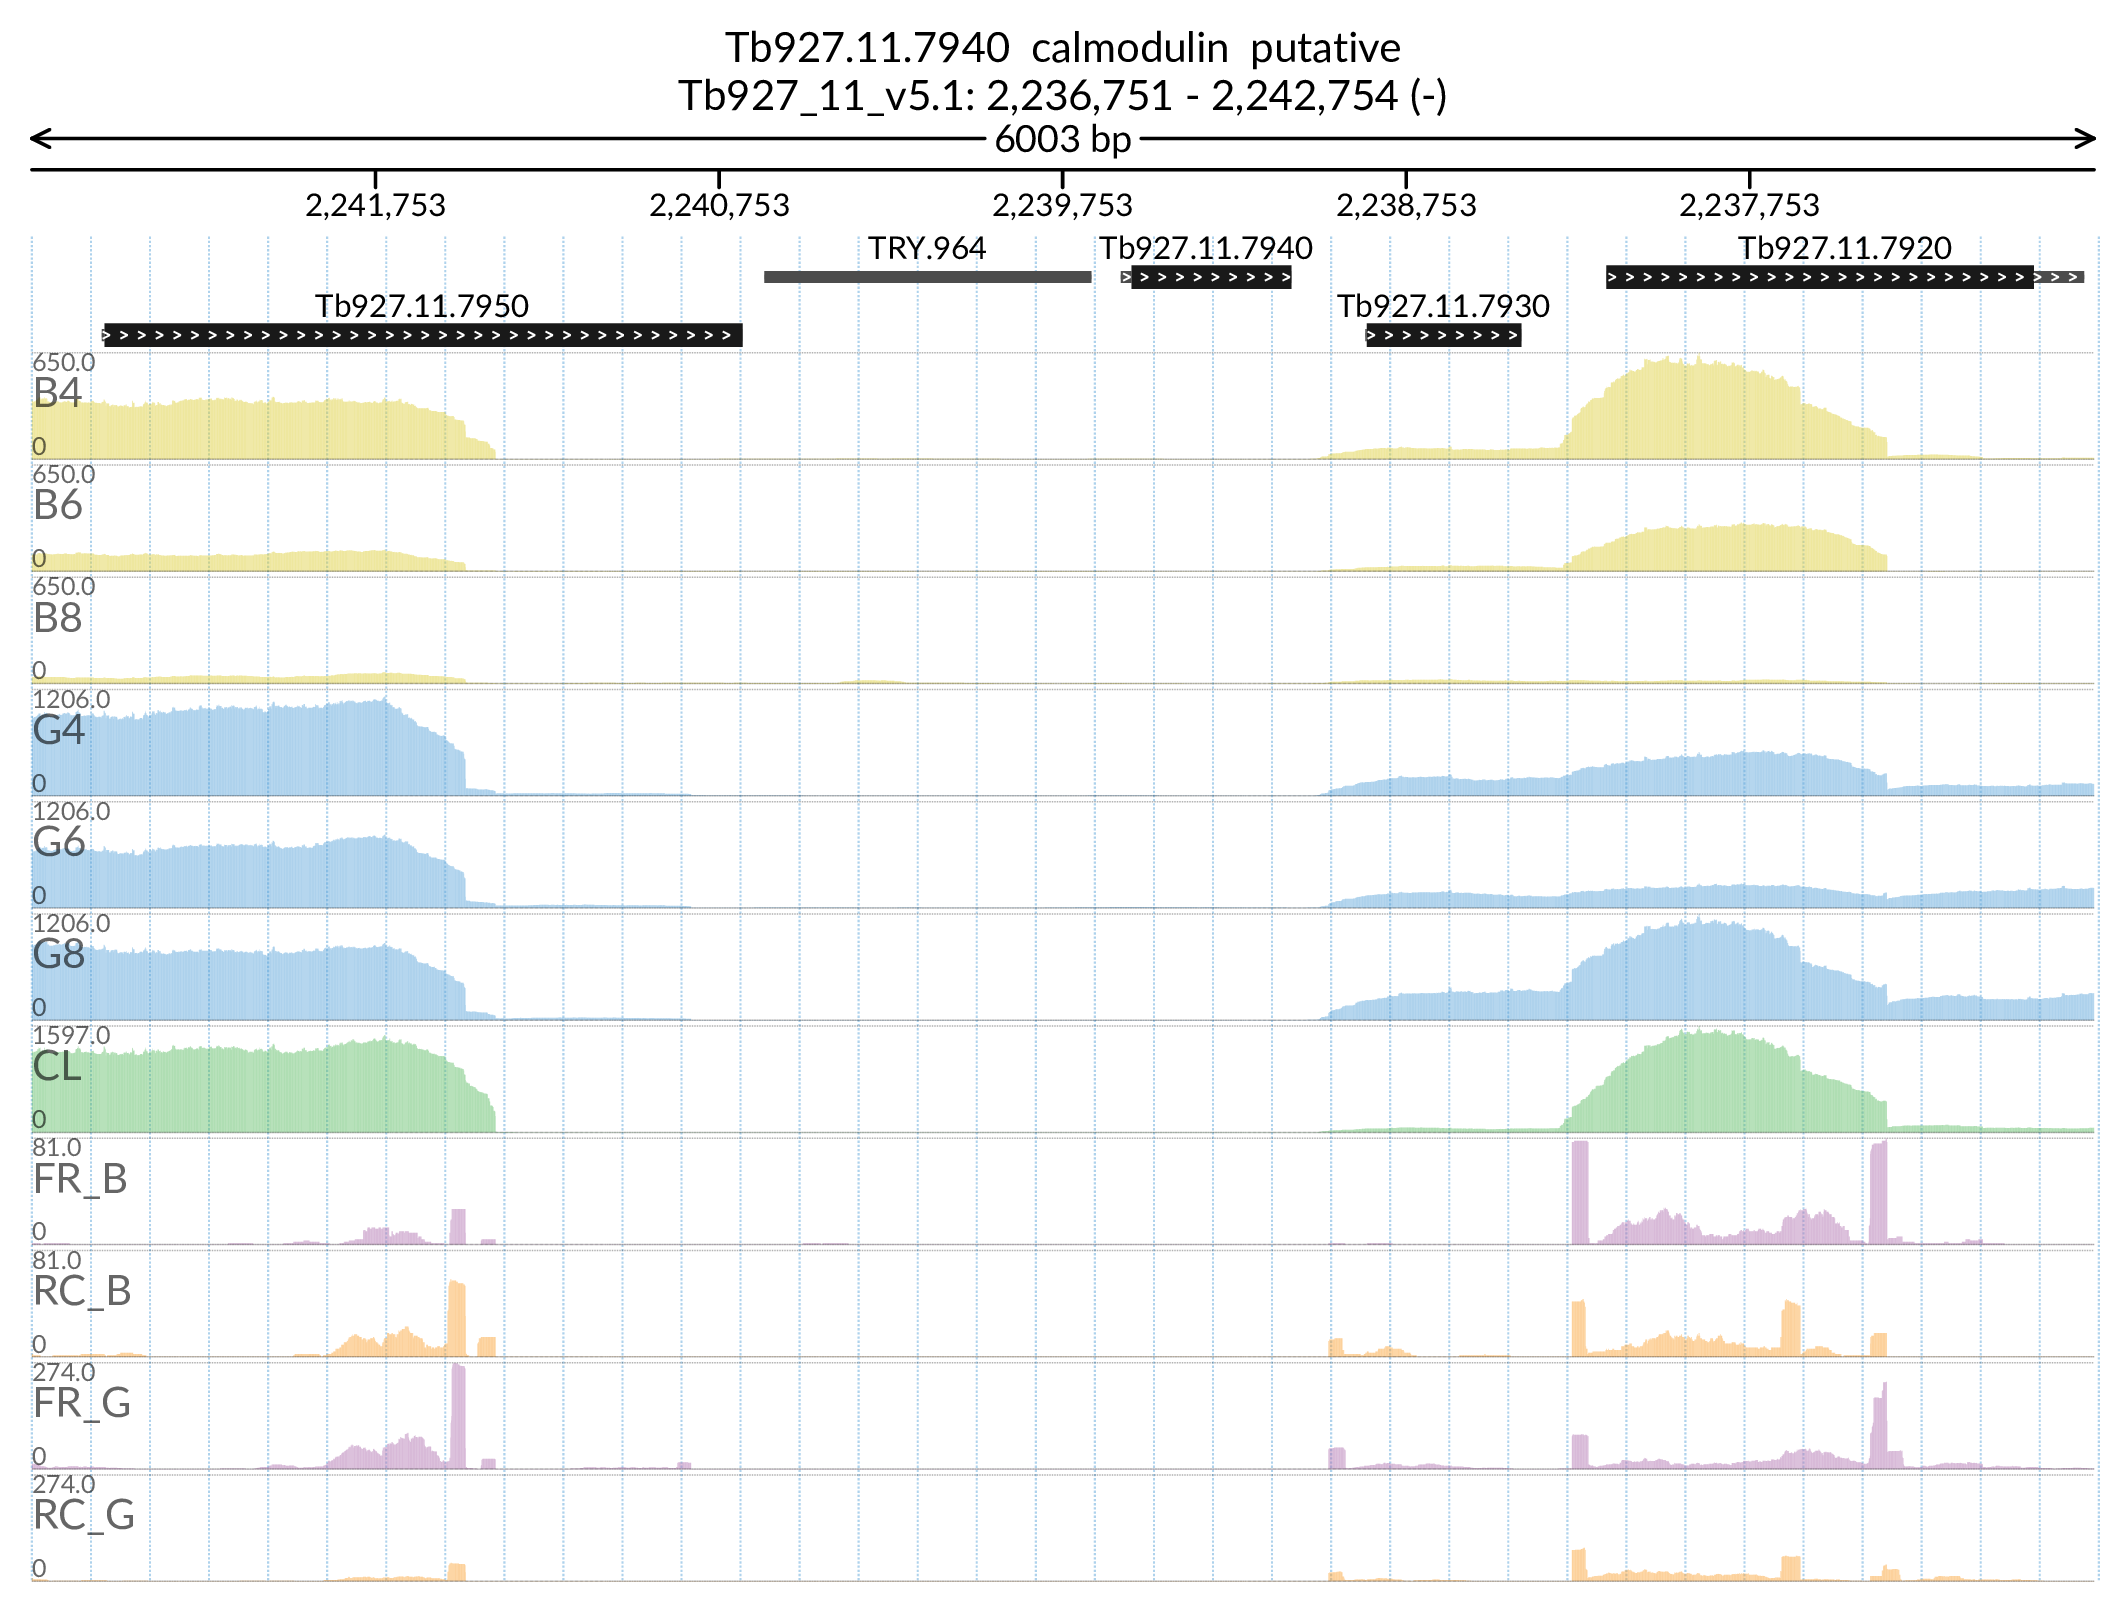 Tb927.11.7940 calmodulin putative
Tb927_11_v5.1: 2,236,751 - 2,242,754 (-)
6003 bp
2,241,753 2,240,753 2,239,753 2,238,753 2,237,753
TRY.964 Tb927.11.7940 Tb927.11.7920
Tb927.11.7950 Tb927.11.7930
650.0
B4
0
650.0
B6
0
650.0
B8
0
1206.0
G4
0
1206.0
G6
0
1206.0
G8
0
1597.0
CL
0
81.0
FR_B
0
81.0
RC_B
0
274.0
FR_G
0
274.0
RC_G
0